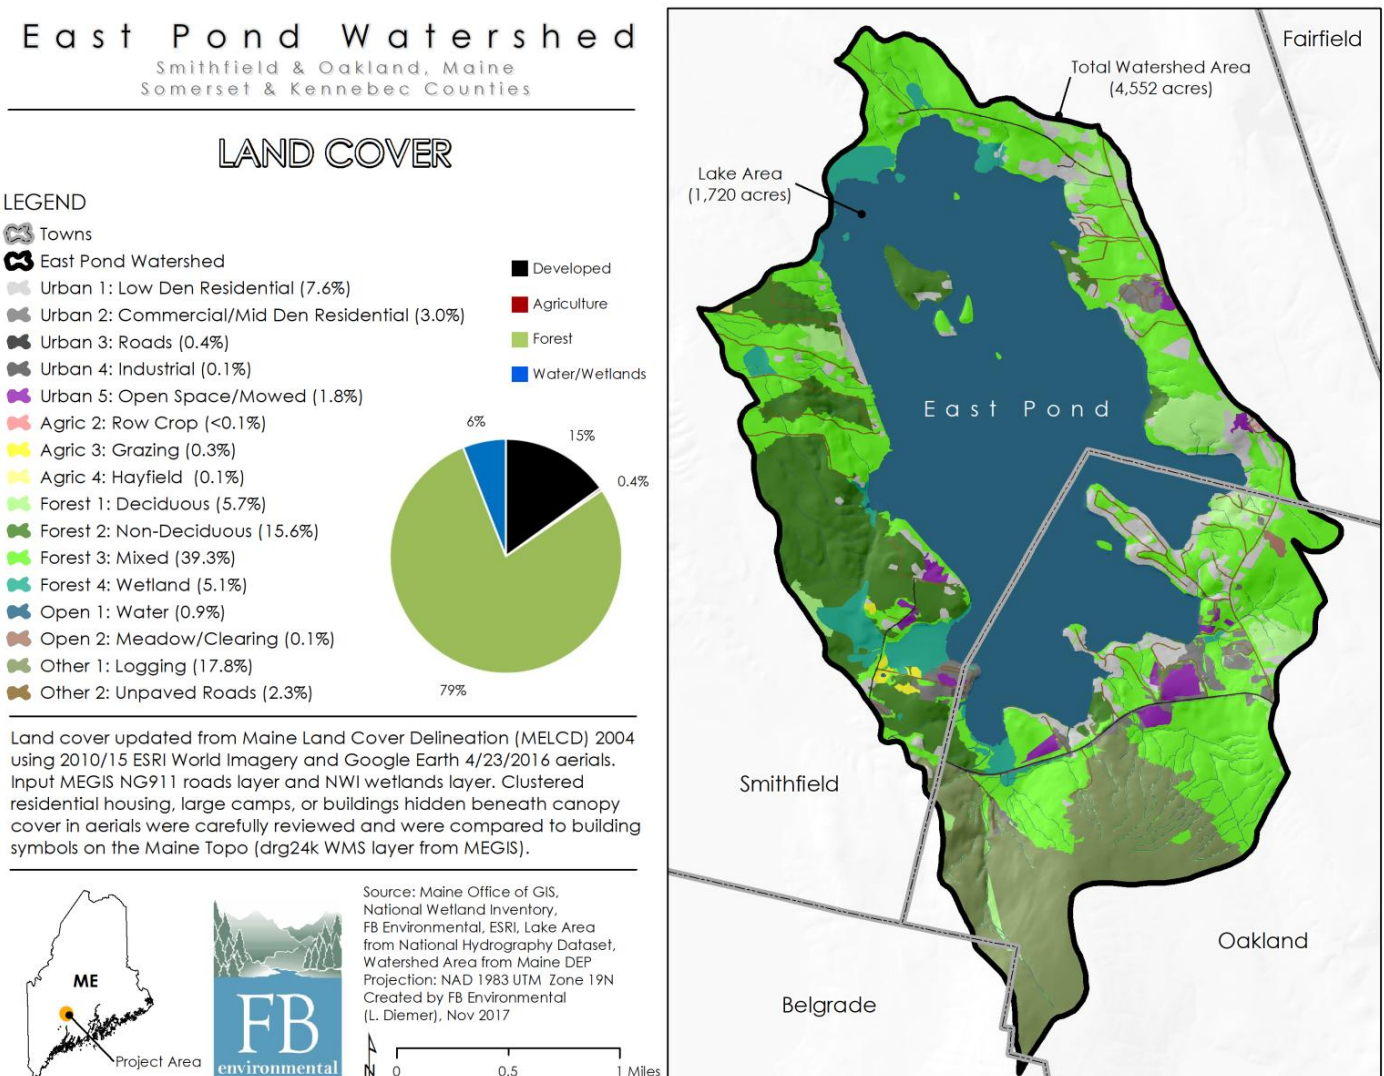 East Pond Watershed
Smithfield & Oakland, Maine
Somerset & Kennebec Counties
LAND COVER
LEGEND
Towns
East Pond Watershed
Urban 1: Low Den Residential (7.6%)
Urban 2: Commercial/Mid Den Residential (3.0%)
Urban 3: Roads (0.4%)
Urban 4: Industrial (0.1%)
Urban 5: Open Space/Mowed (1.8%)
Agric 2: Row Crop (<0.1%)
Agric 3: Grazing (0.3%)
Agric 4: Hayfield (0.1%)
Forest 1: Deciduous (5.7%)
Forest 2: Non-Deciduous (15.6%)
Forest 3: Mixed (39.3%)
Forest 4: Wetland (5.1%)
Open 1: Water (0.9%)
Open 2: Meadow/Clearing (0.1%)
Other 1: Logging (17.8%)
Other 2: Unpaved Roads (2.3%)
Developed
Agriculture
Forest
Water/Wetlands
6%
15%
0.4%
79%
Land cover updated from Maine Land Cover Delineation (MELCD) 2004
using 2010/15 ESRI World Imagery and Google Earth 4/23/2016 aerials.
Input MEGIS NG911 roads layer and NWI wetlands layer. Clustered
residential housing, large camps, or buildings hidden beneath canopy
cover in aerials were carefully reviewed and were compared to building
symbols on the Maine Topo (drg24k WMS layer from MEGIS).
ME
Project Area
FB
environmental
Source: Maine Office of GIS,
National Wetland Inventory,
FB Environmental, ESRI, Lake Area
from National Hydrography Dataset,
Watershed Area from Maine DEP
Projection: NAD 1983 UTM Zone 19N
Created by FB Environmental
(L. Diemer), Nov 2017
N
0 0.5 1 Miles
Fairfield
Total Watershed Area
(4,552 acres)
Lake Area
(1,720 acres)
East Pond
Smithfield
Oakland
Belgrade